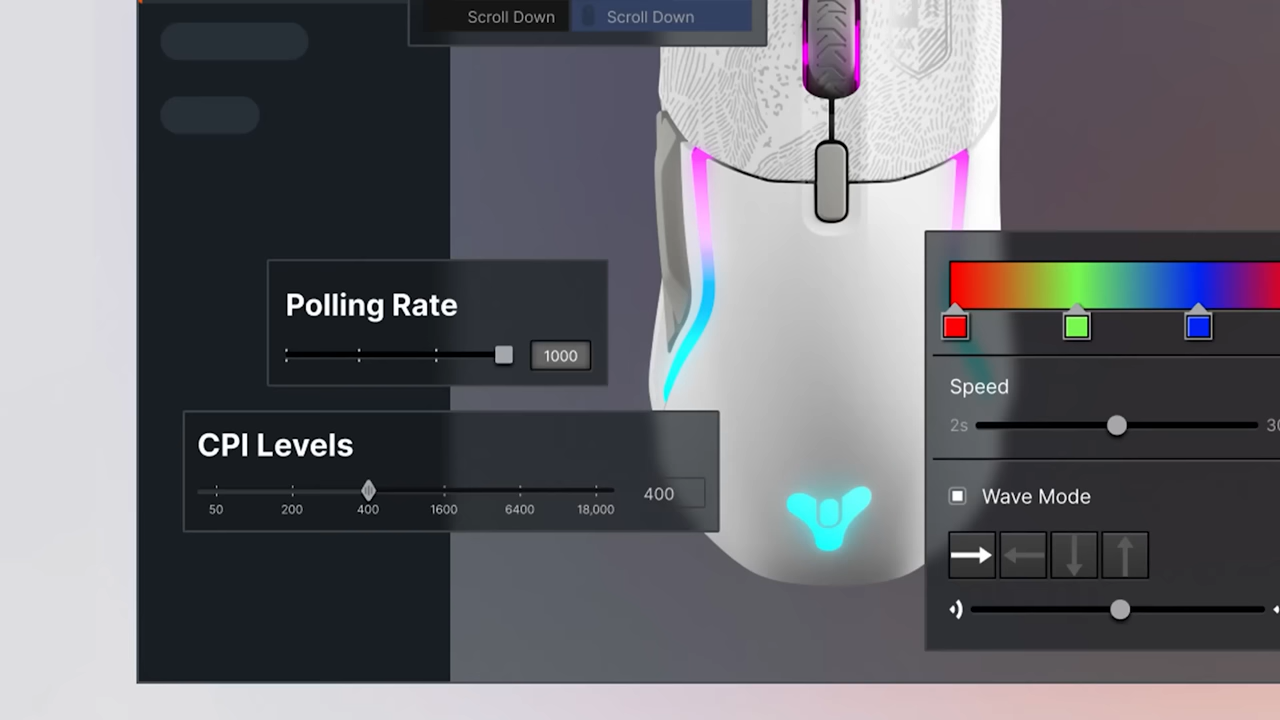 Scroll Down Scroll Down
Polling Rate
1000
CPI Levels
400
50 200 400 1600 6400 18,000
Speed
2s
Wave Mode